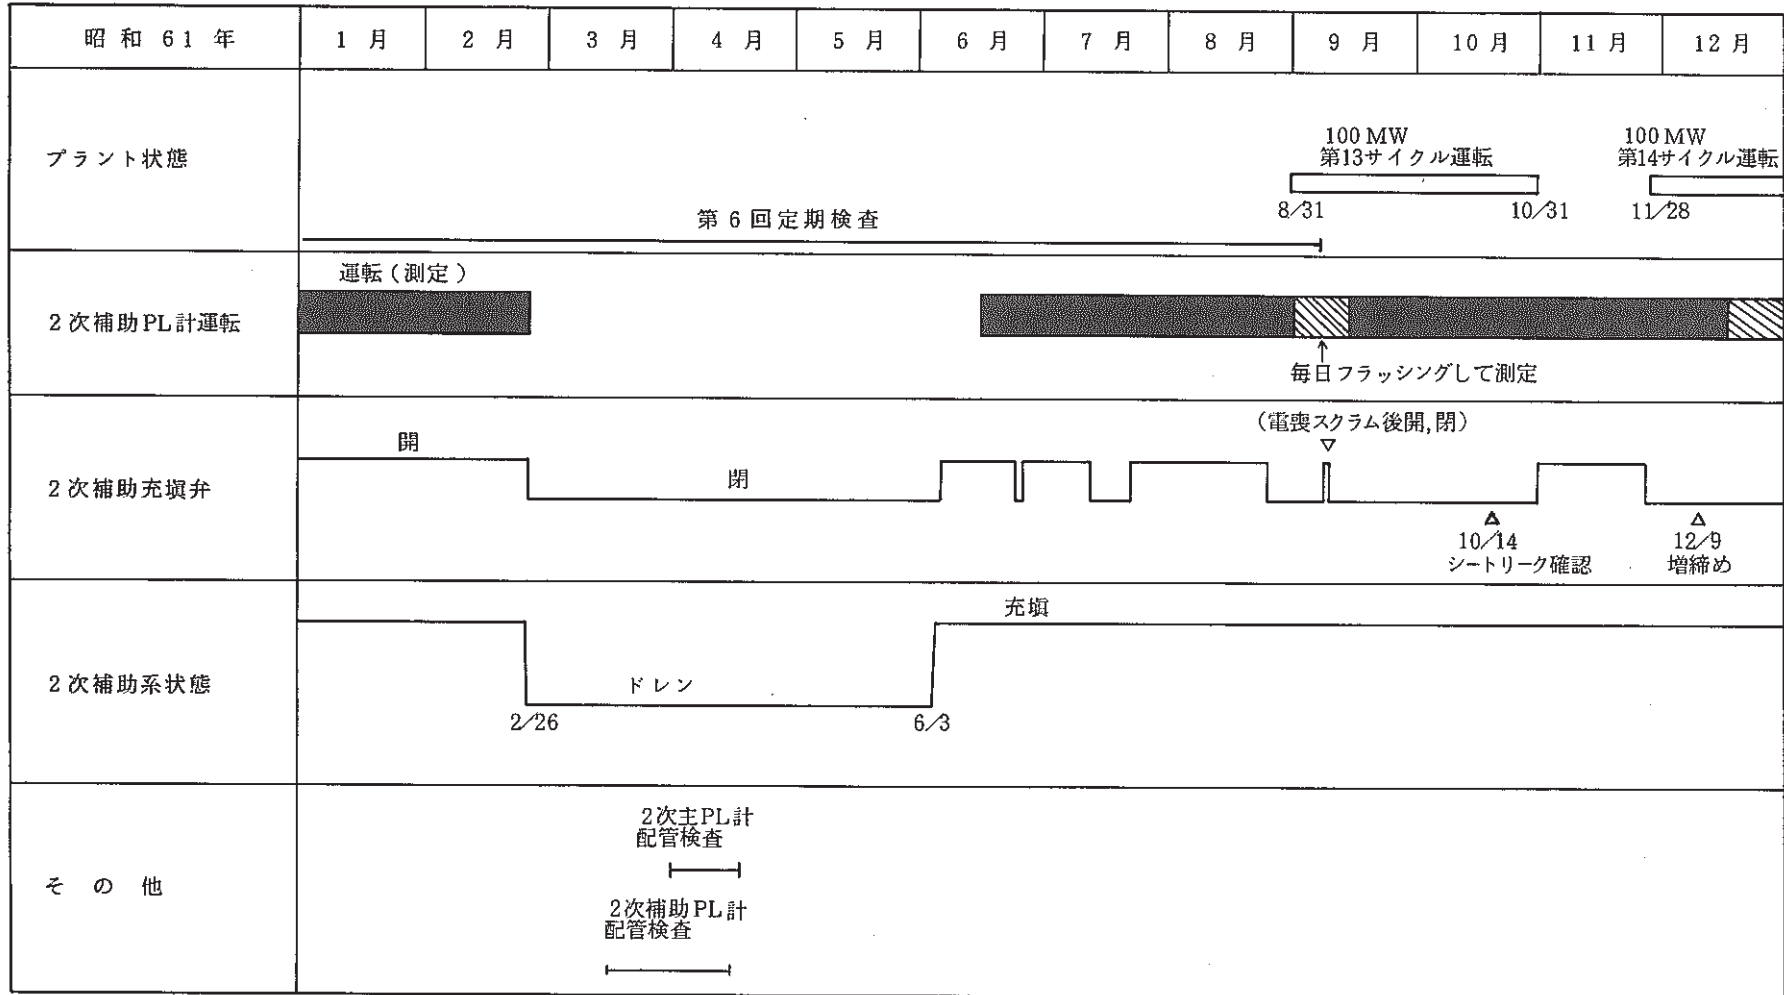 昭和61年 1月 2月 3月 4月 5月 6月 7月 8月 9月 10月 11月 12月
プラント状態
100 MW
第13サイクル運転
8/31 10/31
100 MW
第14サイクル運転
11/28
第6回定期検査
2次補助PL計運転
運転(測定)
↑
毎日フラッシングして測定
2次補助充塡弁
開
閉
(電喪スクラム後開,閉)
10/14
シートリーク確認
12/9
増締め
2次補助系状態
充塡
ドレン
2/26 6/3
その他
2次主PL計
配管検査
2次補助PL計
配管検査